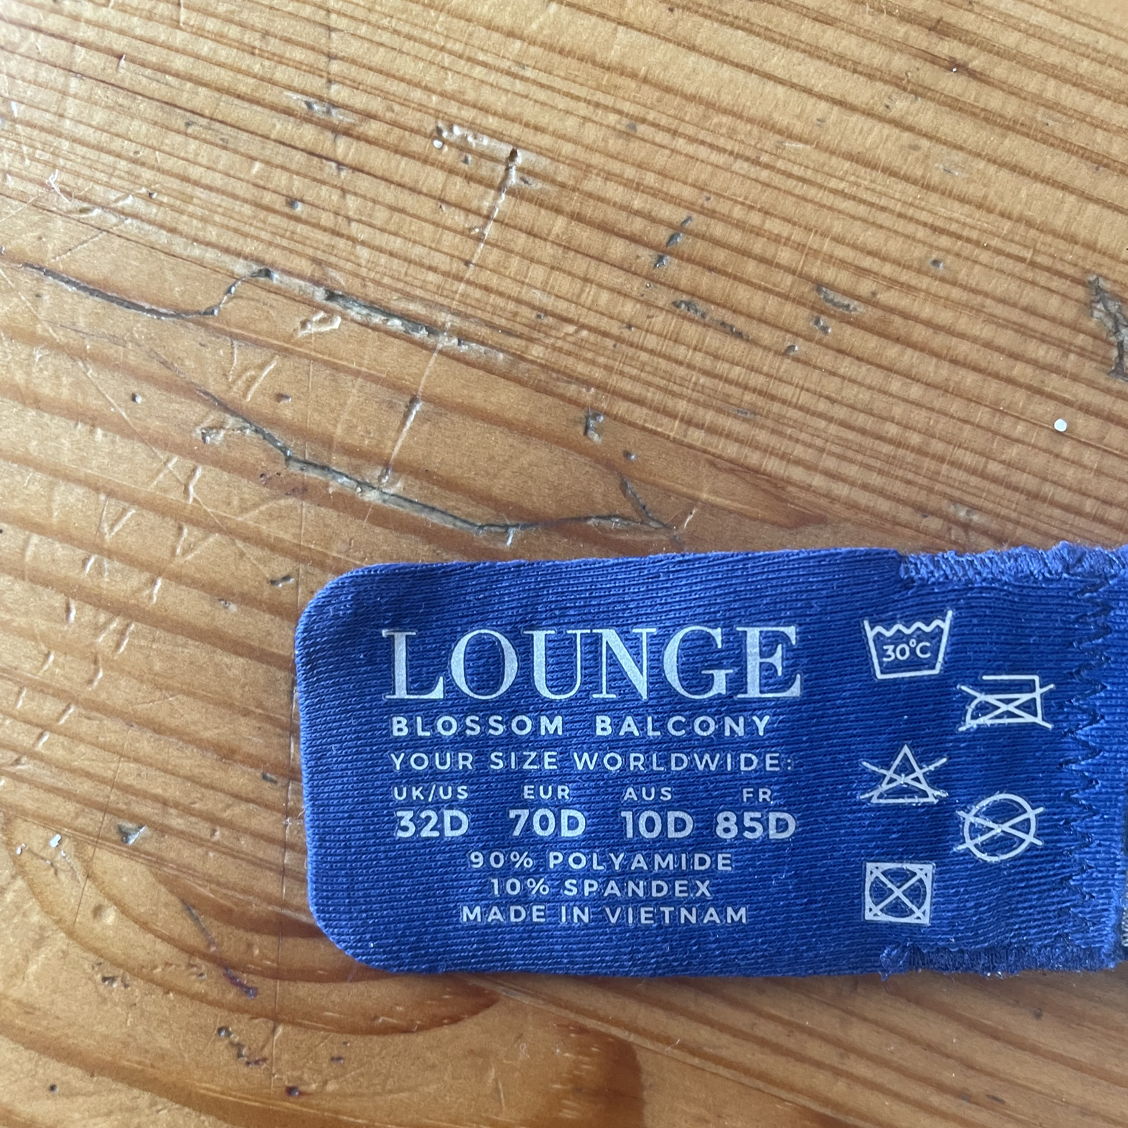 LOUNGE
BLOSSOM BALCONY
YOUR SIZE WORLDWIDE:
UK/US EUR AUS FR
32D 70D 10D 85D
90% POLYAMIDE
10% SPANDEX
MADE IN VIETNAM
30°C